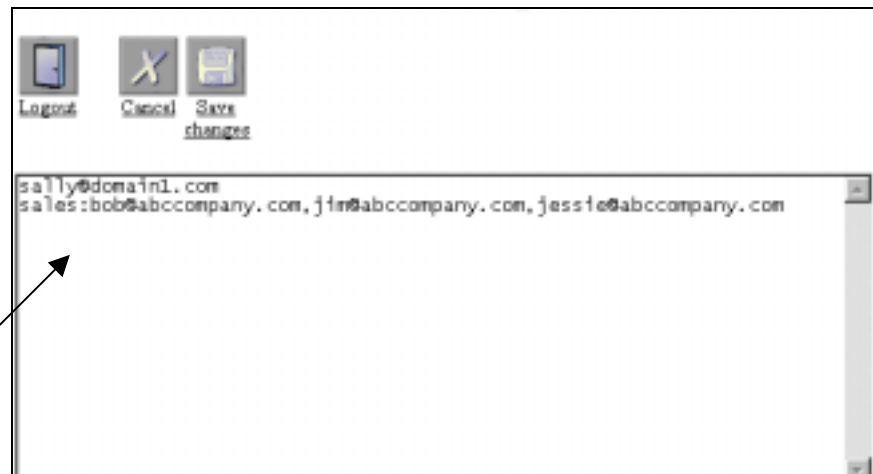 Logout
Cancel
Save
changes
sally@domain1.com
sales:bob@abccompany.com,jim@abccompany.com,jessie@abccompany.com